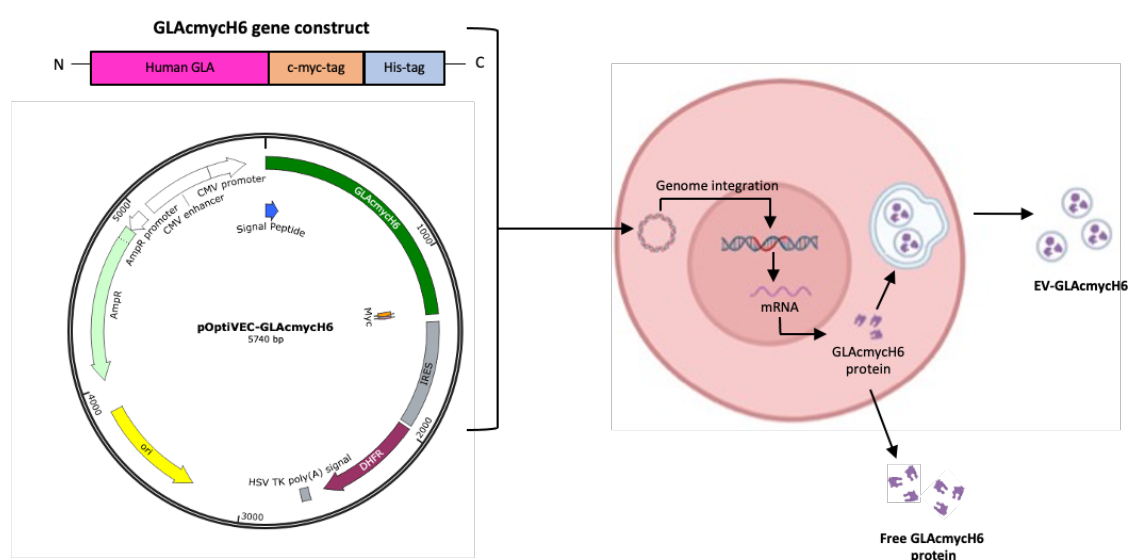 GLAcmycH6 gene construct
N
Human GLA
c-myc-tag
His-tag
C
CMV promoter
CMV enhancer
AmpR promoter
5000
GLAcmycH6
1000
Signal Peptide
AmpR
Myc
pOptiVEC-GLAcmycH6
5740 bp
IRES
4000
2000
ori
HSV TK poly(A) signal
DHFR
3000
Genome integration
mRNA
GLAcmycH6
protein
EV-GLAcmycH6
Free GLAcmycH6
protein